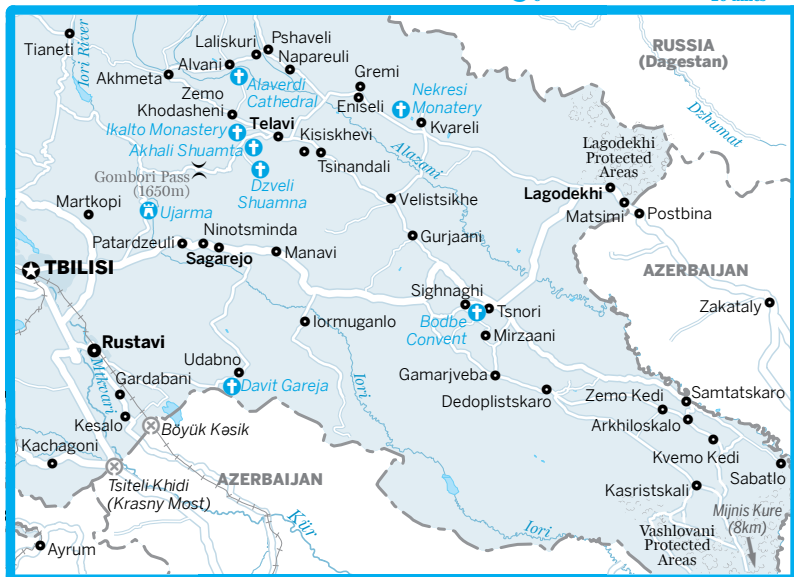 Tianeti
Iori River
Laliskuri
Pshaveli
Alvani
Napareuli
Akhmeta
Alaverdi
Cathedral
Gremi
Eniseli
Nekresi
Monatery
Kvareli
RUSSIA
(Dagestan)
Dzhumat
Zemo
Khodasheni
Ikalto Monastery
Telavi
Akhali Shuamta
Kisiskhevi
Tsinandali
Alazani
Gombori Pass
(1650m)
Dzveli
Shuamna
Lagodekhi
Protected
Areas
Lagodekhi
Matsimi
Postbina
Martkopi
Ujarma
Velistsikhe
Patardzeuli
Ninotsminda
Sagarejo
Manavi
Gurjaani
TBILISI
AZERBAIJAN
Zakataly
Sighnaghi
Tsnori
Bodbe
Convent
Iormuganlo
Mirzaani
Rustavi
Mtkvari
Udabno
Gardabani
Davit Gareja
Iori
Gamarjveba
Dedoplistskaro
Zemo Kedi
Samtatskaro
Arkhiloskalo
Kesalo
Böyük Kəsik
Kachagoni
Kvemo Kedi
Sabatlo
Tsiteli Khidi
(Krasny Most)
AZERBAIJAN
Kür
Kasristskali
Mijnis Kure
(8km)
Iori
Vashlovani
Protected
Areas
Ayrum